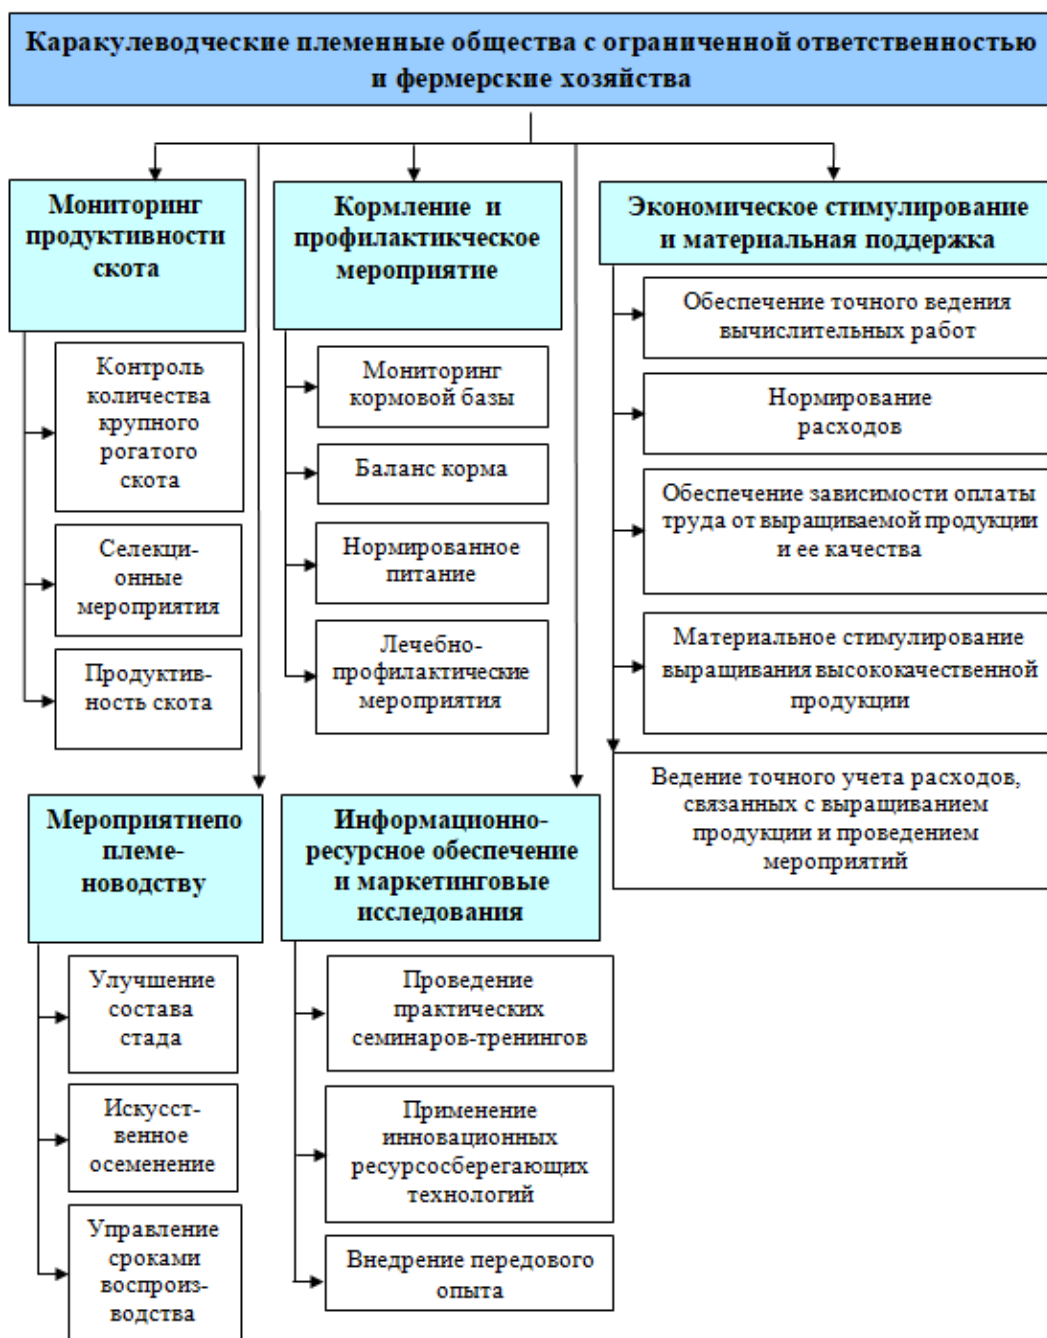 Каракулеводческие племенные общества с ограниченной ответственностью
и фермерские хозяйства
Мониторинг
продуктивности
скота
Контроль
количества
крупного
рогатого
скота
Селекци-
онные
мероприятия
Продуктив-
ность скота
Кормление и
профилактикческое
мероприятие
Мониторинг
кормовой базы
Баланс корма
Нормированное
питание
Лечебно-
профилактические
мероприятия
Экономическое стимулирование
и материальная поддержка
Обеспечение точного ведения
вычислительных работ
Нормирование
расходов
Обеспечение зависимости оплаты
труда от выращиваемой продукции
и ее качества
Материальное стимулирование
выращивания высококачественной
продукции
Ведение точного учета расходов,
связанных с выращиванием
продукции и проведением
мероприятий
Мероприятиепо
племе-
новодству
Улучшение
состава
стада
Искусст-
венное
осеменение
Управление
сроками
воспроиз-
водства
Информационно-
ресурсное обеспечение
и маркетинговые
исследования
Проведение
практических
семинаров-тренингов
Применение
инновационных
ресурсосберегающих
технологий
Внедрение передового
опыта